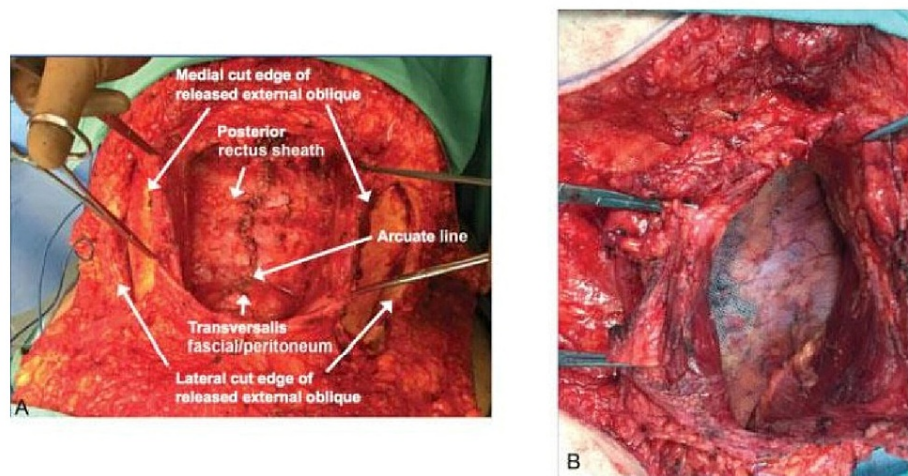 Medial cut edge of
released external oblique
Posterior
rectus sheath
Arcuate line
Transversalis
fascial/peritoneum
Lateral cut edge of
released external oblique
A
B